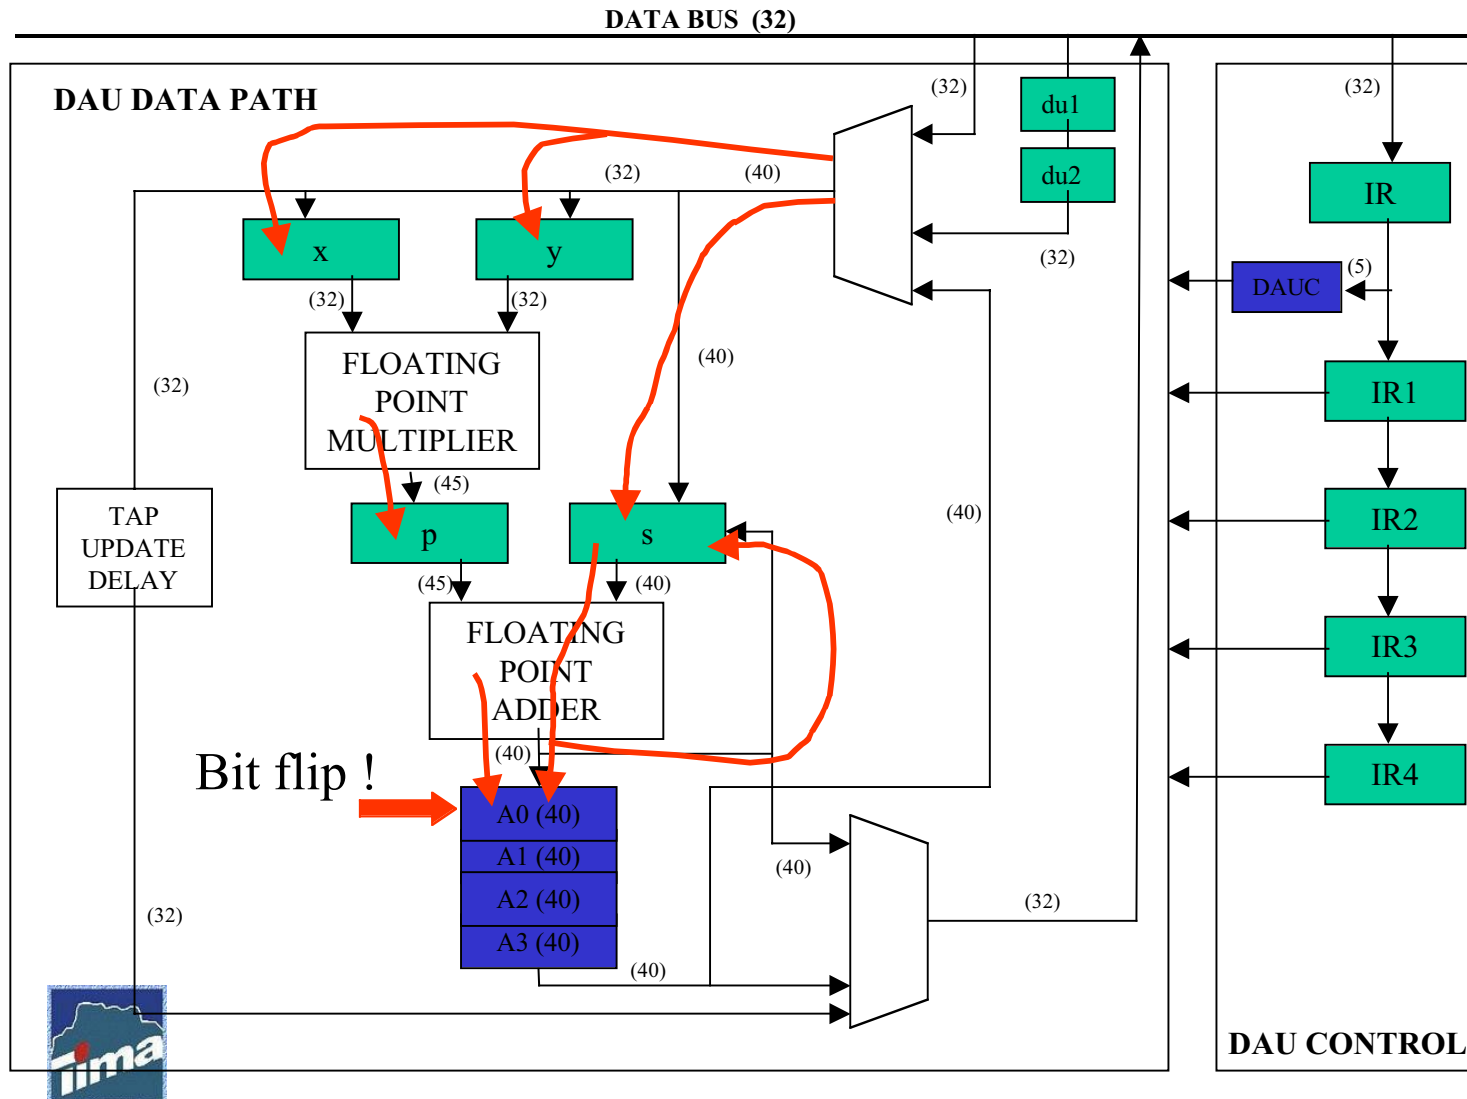 DATA BUS (32)
DAU DATA PATH
(32)
du1
(32)
du2
IR
(32)
(40)
x
y
(32)
(5)
DAUC
(32)
(32)
FLOATING
POINT
MULTIPLIER
(40)
(32)
IR1
(45)
(40)
TAP
UPDATE
DELAY
p
s
IR2
(45)
(40)
FLOATING
POINT
ADDER
IR3
(40)
Bit flip !
IR4
A0 (40)
A1 (40)
(40)
A2 (40)
(32)
(32)
A3 (40)
(40)
Tima
DAU CONTROL